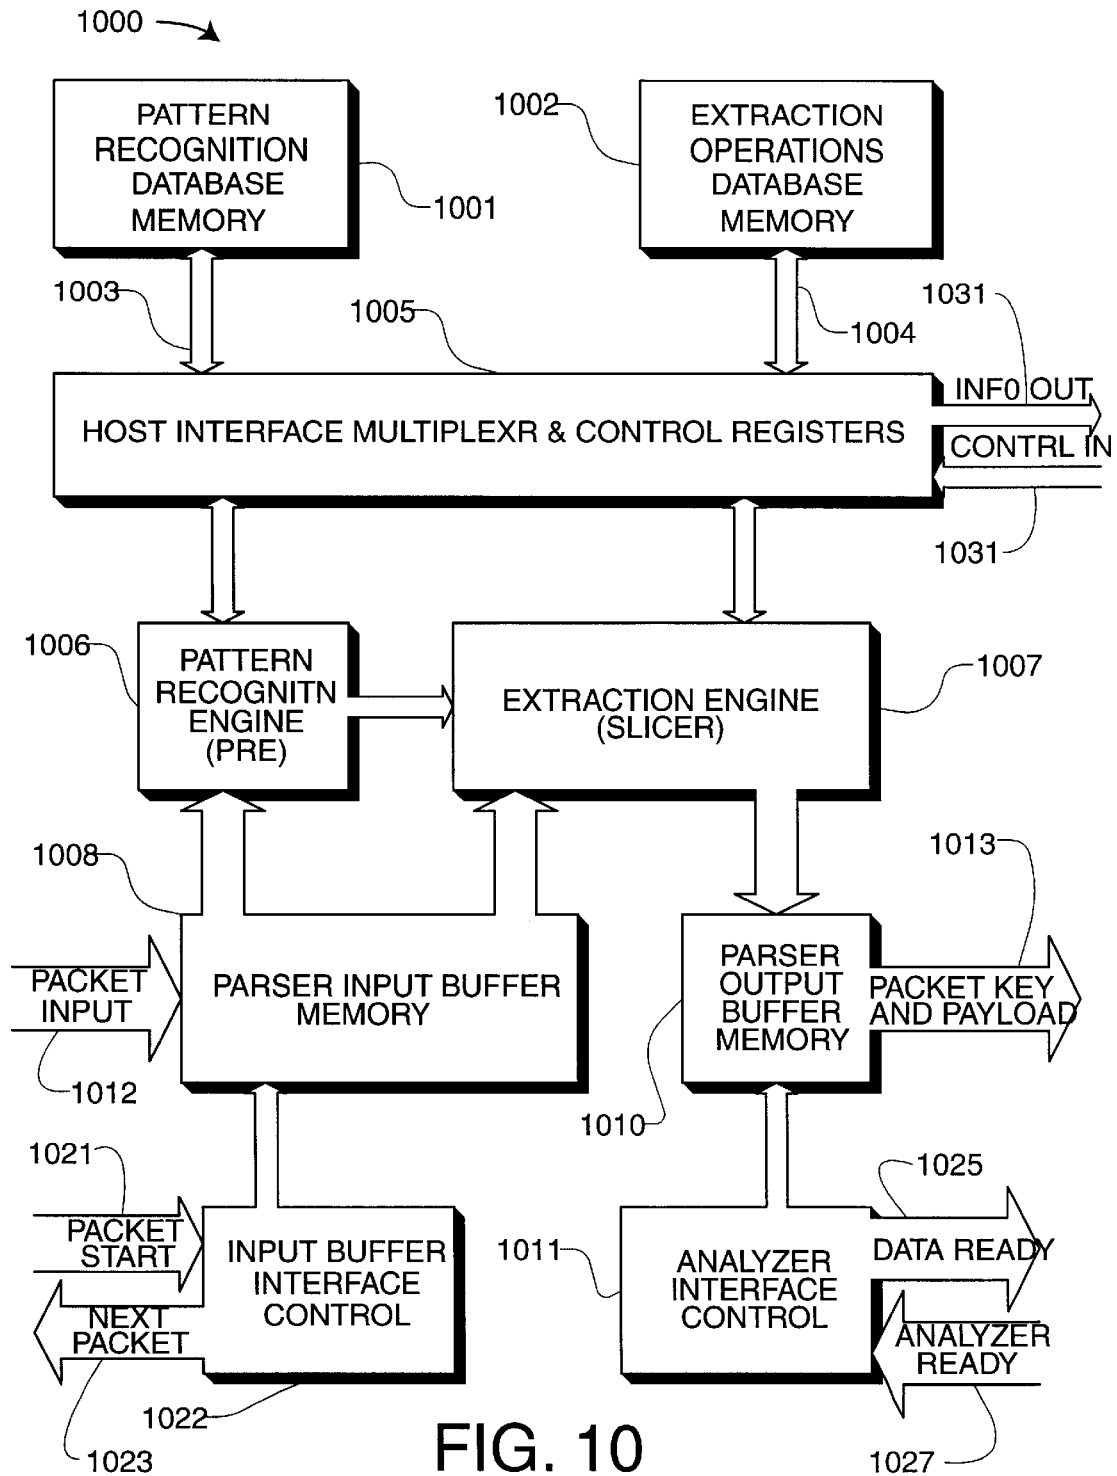 1000
PATTERN
RECOGNITION
DATABASE
MEMORY
1001
1002
EXTRACTION
OPERATIONS
DATABASE
MEMORY
1003
1005
1004
1031
INF0 OUT
HOST INTERFACE MULTIPLEXR & CONTROL REGISTERS
CONTRL IN
1031
1006
PATTERN
RECOGNITN
ENGINE
(PRE)
EXTRACTION ENGINE
(SLICER)
1007
1008
1013
PACKET
INPUT
1012
PARSER INPUT BUFFER
MEMORY
PARSER
OUTPUT
BUFFER
MEMORY
PACKET KEY
AND PAYLOAD
1010
1021
PACKET
START
NEXT
PACKET
INPUT BUFFER
INTERFACE
CONTROL
1011
ANALYZER
INTERFACE
CONTROL
1025
DATA READY
ANALYZER
READY
1022
1023
1027
FIG. 10